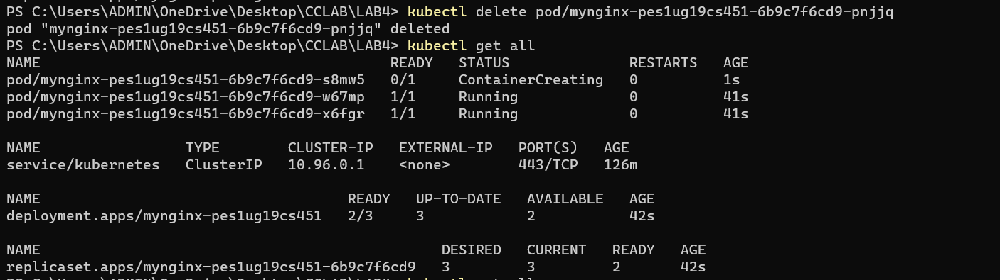 PS C:\Users\ADMIN\OneDrive\Desktop\CCLAB\LAB4> kubectl delete pod/mynginx-pes1ug19cs451-6b9c7f6cd9-pnjjq
pod "mynginx-pes1ug19cs451-6b9c7f6cd9-pnjjq" deleted
PS C:\Users\ADMIN\OneDrive\Desktop\CCLAB\LAB4> kubectl get all
NAME READY STATUS RESTARTS AGE
pod/mynginx-pes1ug19cs451-6b9c7f6cd9-s8mw5 0/1 ContainerCreating 0 1s
pod/mynginx-pes1ug19cs451-6b9c7f6cd9-w67mp 1/1 Running 0 41s
pod/mynginx-pes1ug19cs451-6b9c7f6cd9-x6fgr 1/1 Running 0 41s
NAME TYPE CLUSTER-IP EXTERNAL-IP PORT(S) AGE
service/kubernetes ClusterIP 10.96.0.1 <none> 443/TCP 126m
NAME READY UP-TO-DATE AVAILABLE AGE
deployment.apps/mynginx-pes1ug19cs451 2/3 3 2 42s
NAME DESIRED CURRENT READY AGE
replicaset.apps/mynginx-pes1ug19cs451-6b9c7f6cd9 3 3 2 42s